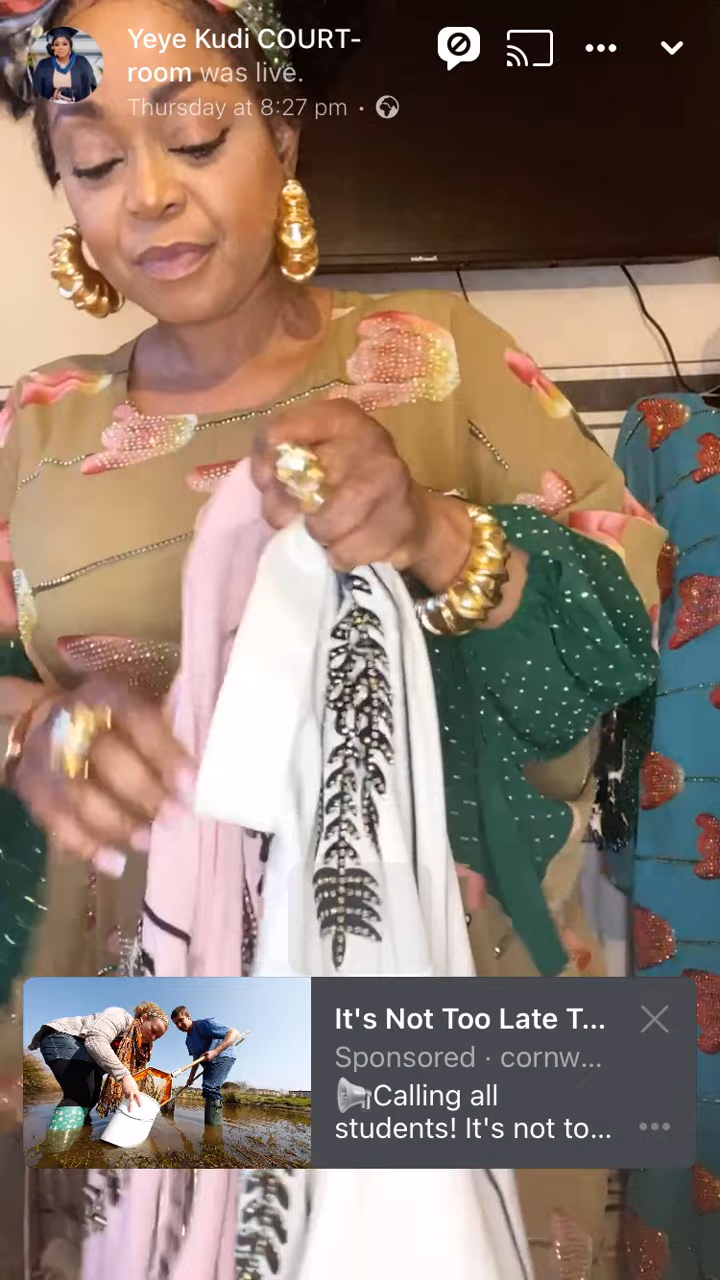 Yeye Kudi COURT-
room was live.
Thursday at 8:27 pm ·
It's Not Too Late T...
Sponsored · cornw...
Calling all
students! It's not to...